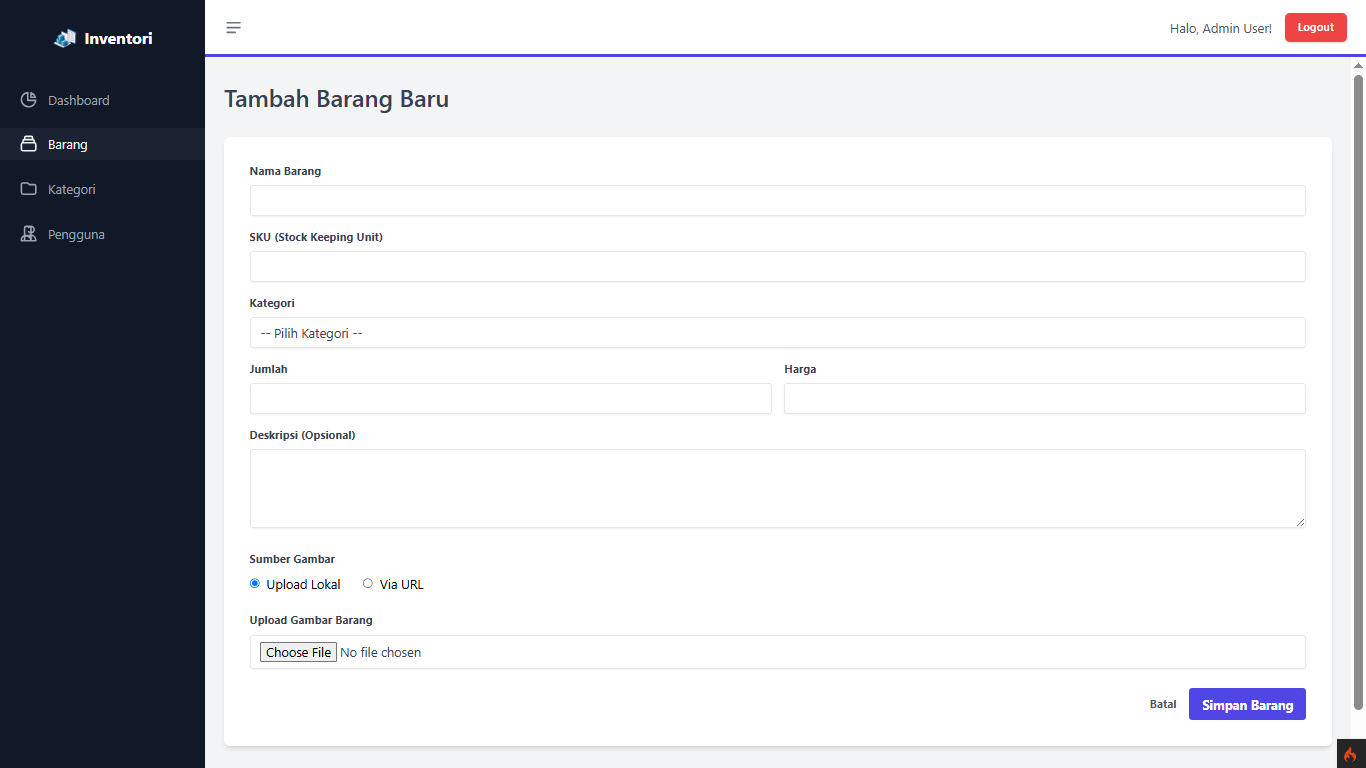 Inventori
Halo, Admin User!
Logout
Dashboard
Barang
Kategori
Pengguna
Tambah Barang Baru
Nama Barang
SKU (Stock Keeping Unit)
Kategori
-- Pilih Kategori --
Jumlah
Harga
Deskripsi (Opsional)
Sumber Gambar
Upload Lokal
Via URL
Upload Gambar Barang
Choose File No file chosen
Batal
Simpan Barang